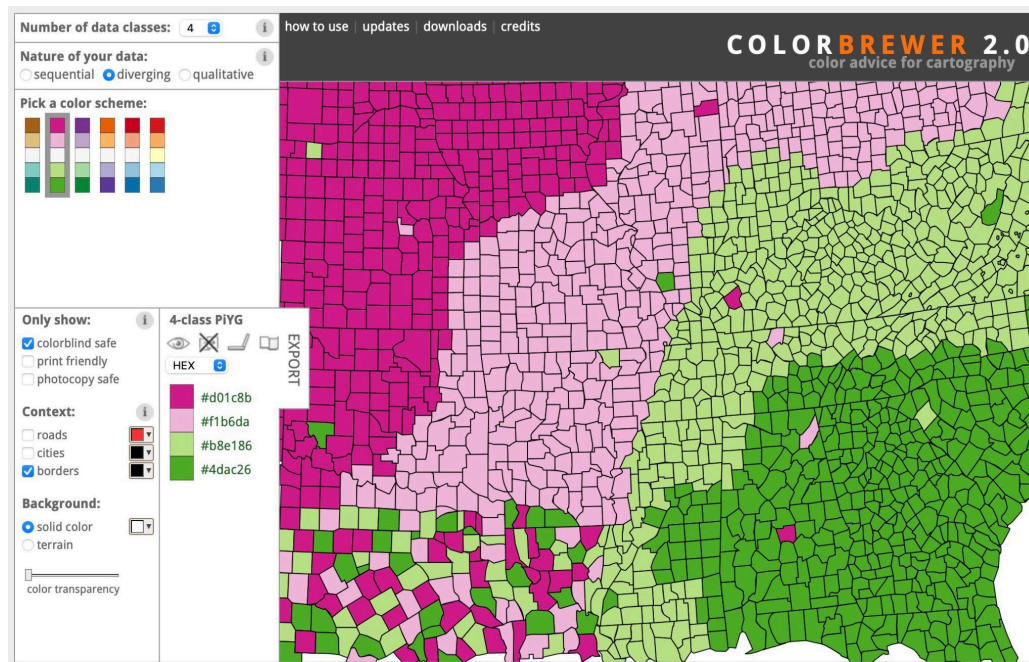 Number of data classes: 4 i
how to use | updates | downloads | credits
COLORBREWER 2.0
color advice for cartography
Nature of your data: i
sequential diverging qualitative
Pick a color scheme:
Only show: i
colorblind safe
print friendly
photocopy safe
Context: i
roads
cities
borders
Background:
solid color
terrain
color transparency
4-class PiYG
HEX
EXPORT
#d01c8b
#f1b6da
#b8e186
#4dac26